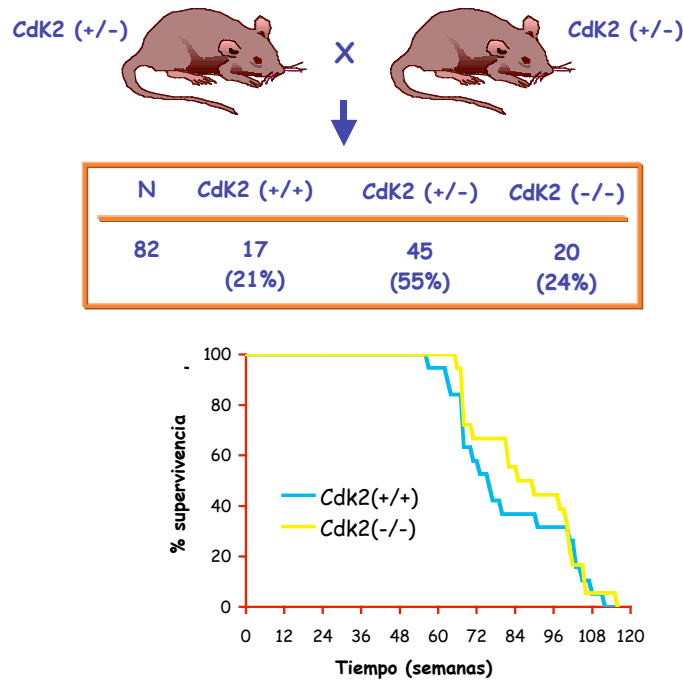 CdK2 (+/-)
x
CdK2 (+/-)
N CdK2 (+/+) CdK2 (+/-) CdK2 (-/-)
82 17 45 20
(21%) (55%) (24%)
100
80
60
40
20
0
% supervivencia
Cdk2(+/+)
Cdk2(-/-)
0 12 24 36 48 60 72 84 96 108 120
Tiempo (semanas)